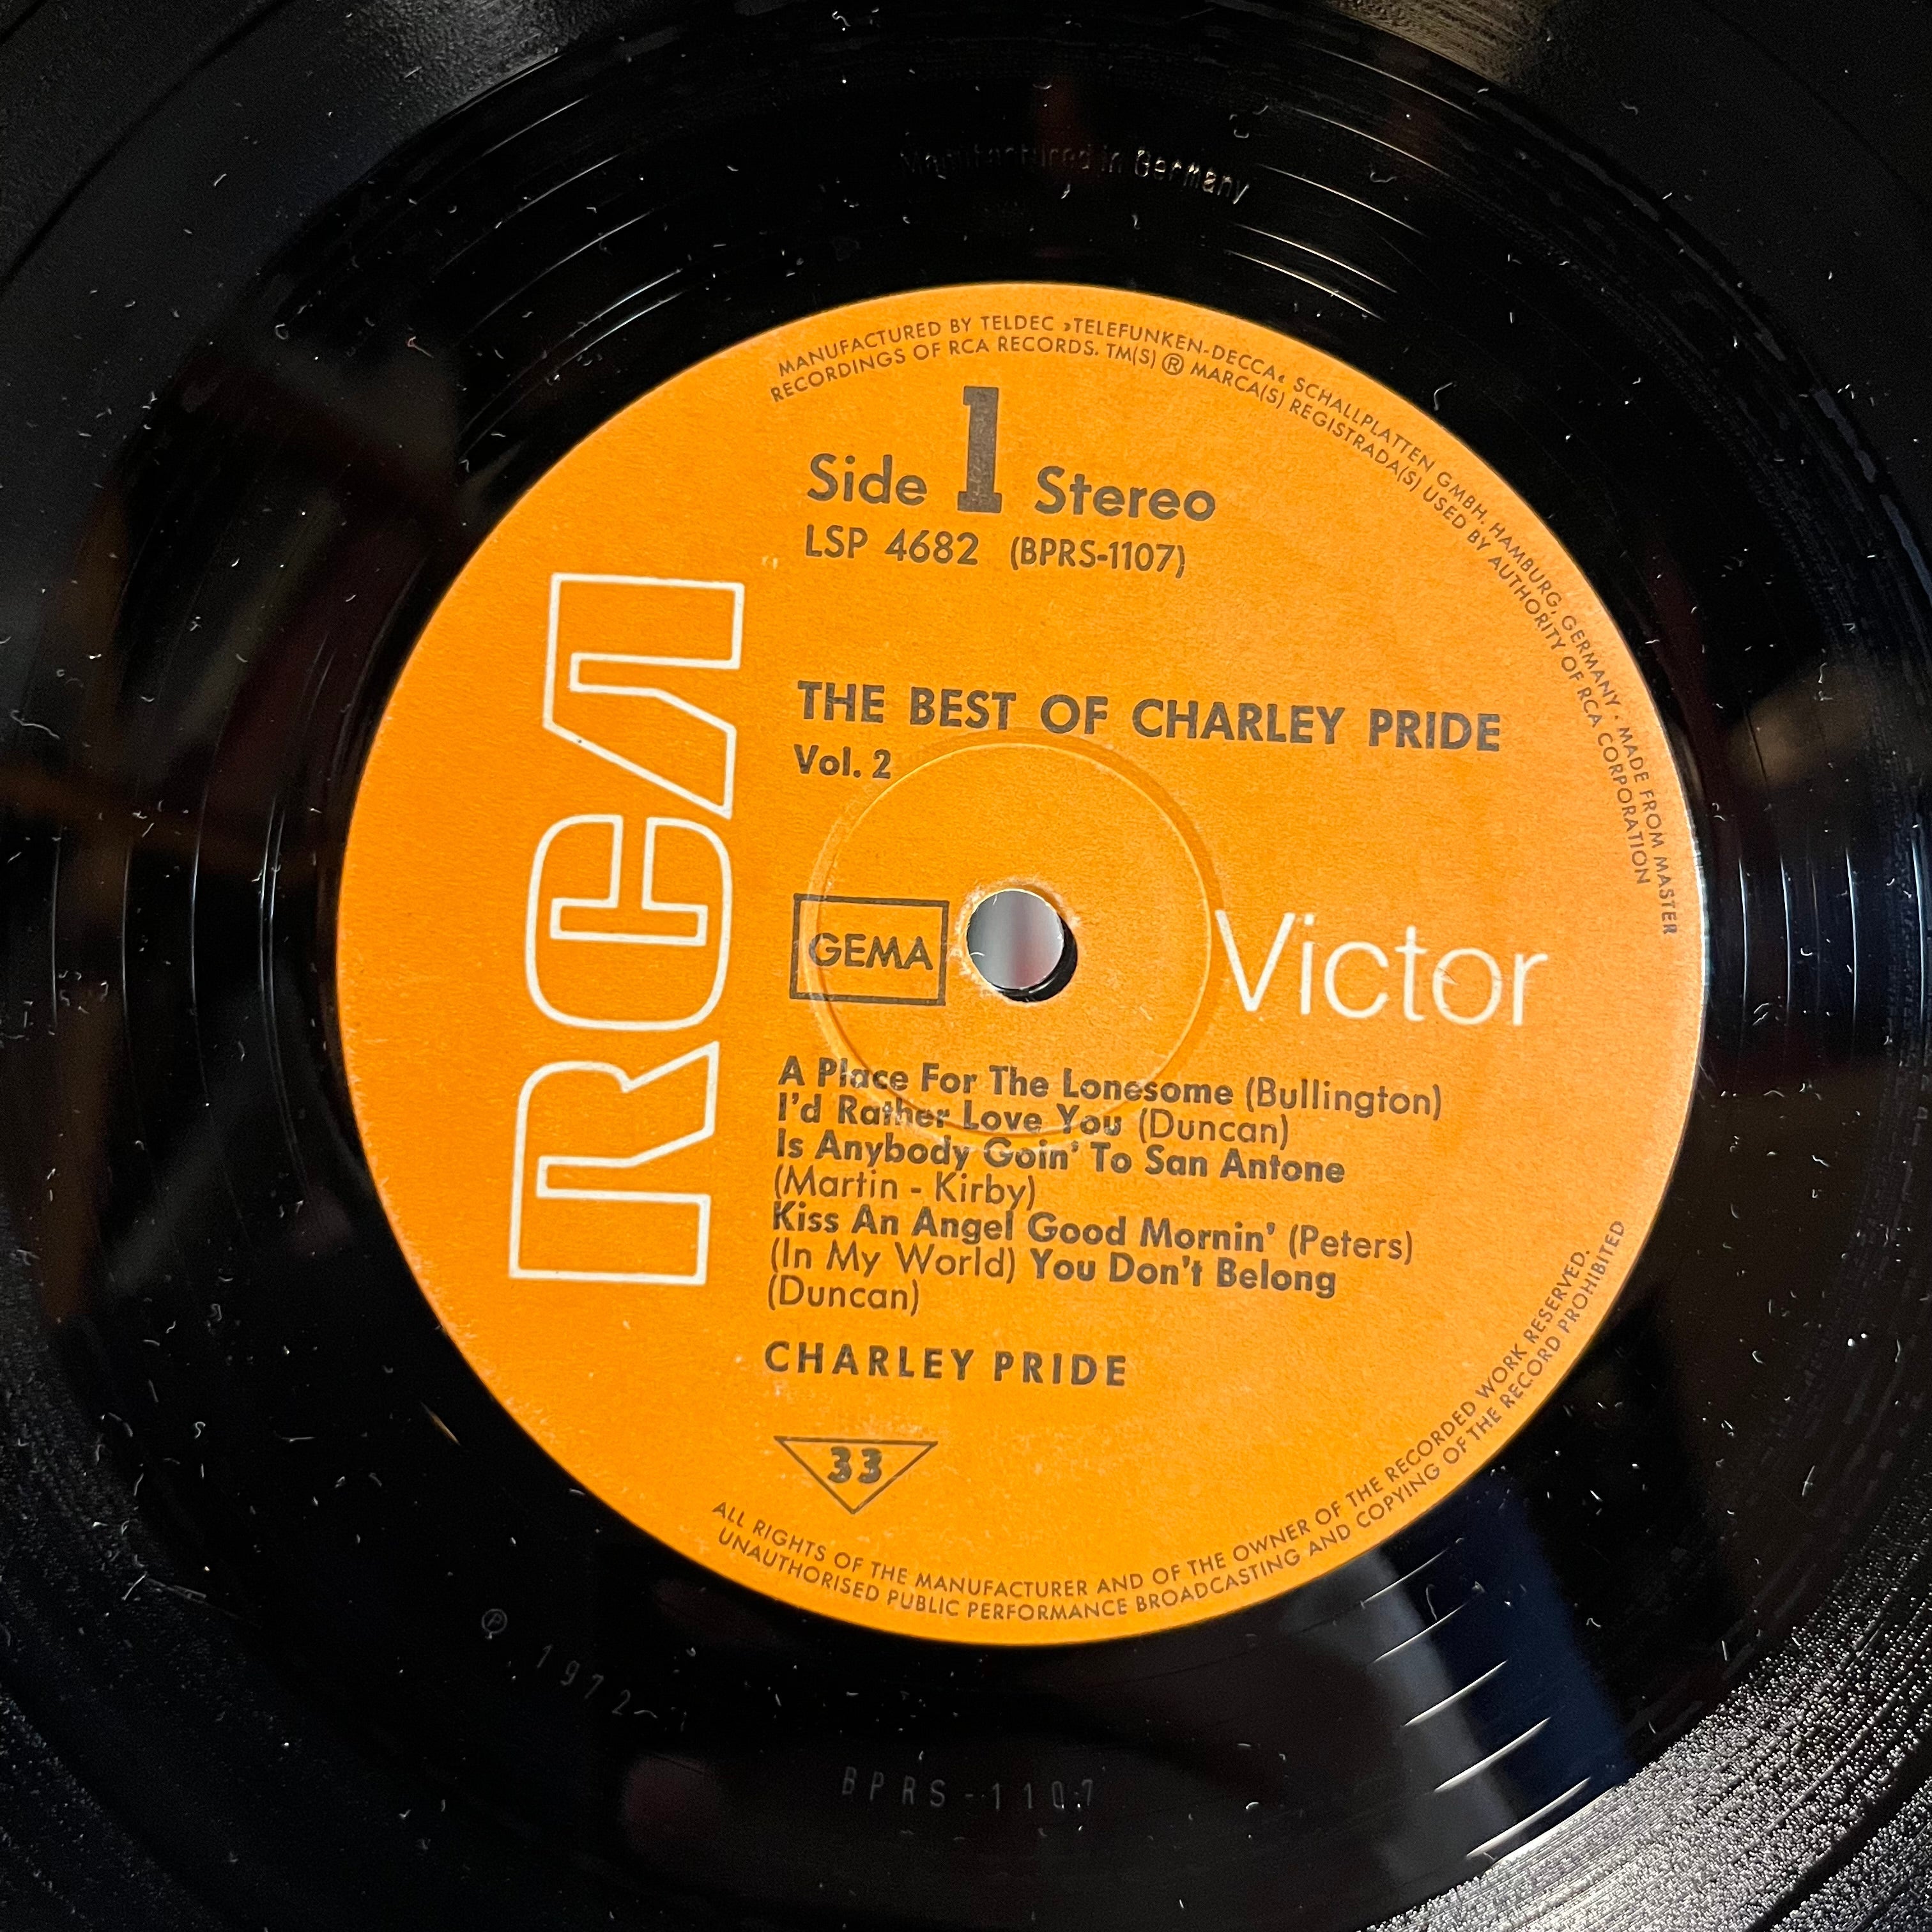 Manufactured in Germany
MANUFACTURED BY TELDEC »TELEFUNKEN-DECCA« SCHALLPLATTEN GMBH. HAMBURG, GERMANY · MADE FROM MASTER
RECORDINGS OF RCA RECORDS. TM(S) ® MARCA(S) REGISTRADA(S) USED BY AUTHORITY OF RCA CORPORATION
Side 1 Stereo
LSP 4682 (BPRS-1107)
RCA
THE BEST OF CHARLEY PRIDE
Vol. 2
GEMA
Victor
A Place For The Lonesome (Bullington)
I'd Rather Love You (Duncan)
Is Anybody Goin' To San Antone
(Martin - Kirby)
Kiss An Angel Good Mornin' (Peters)
(In My World) You Don't Belong
(Duncan)
CHARLEY PRIDE
33
ALL RIGHTS OF THE MANUFACTURER AND OF THE OWNER OF THE RECORDED WORK RESERVED.
UNAUTHORISED PUBLIC PERFORMANCE BROADCASTING AND COPYING OF THE RECORD PROHIBITED
℗ 1972
BPRS-1107